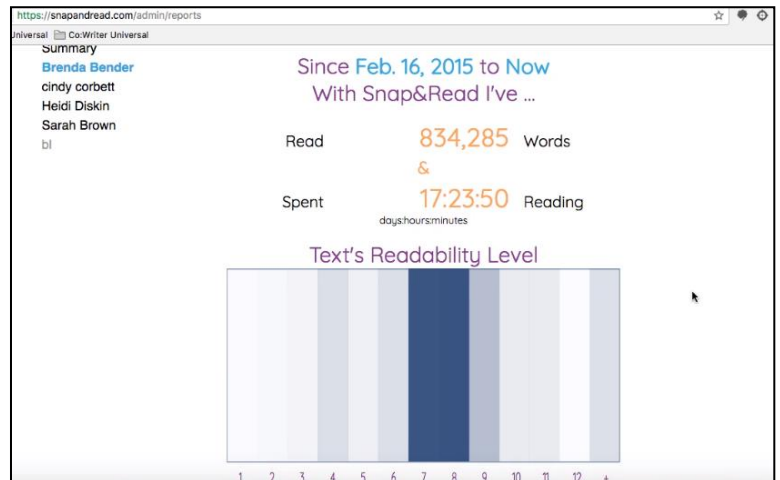 https://snapandread.com/admin/reports
Universal Co:Writer Universal
Summary
Brenda Bender
cindy corbett
Heidi Diskin
Sarah Brown
bl
Since Feb. 16, 2015 to Now
With Snap&Read I've ...
Read 834,285 Words
&
Spent 17:23:50 Reading
days:hours:minutes
Text's Readability Level
1 2 3 4 5 6 7 8 9 10 11 12 +